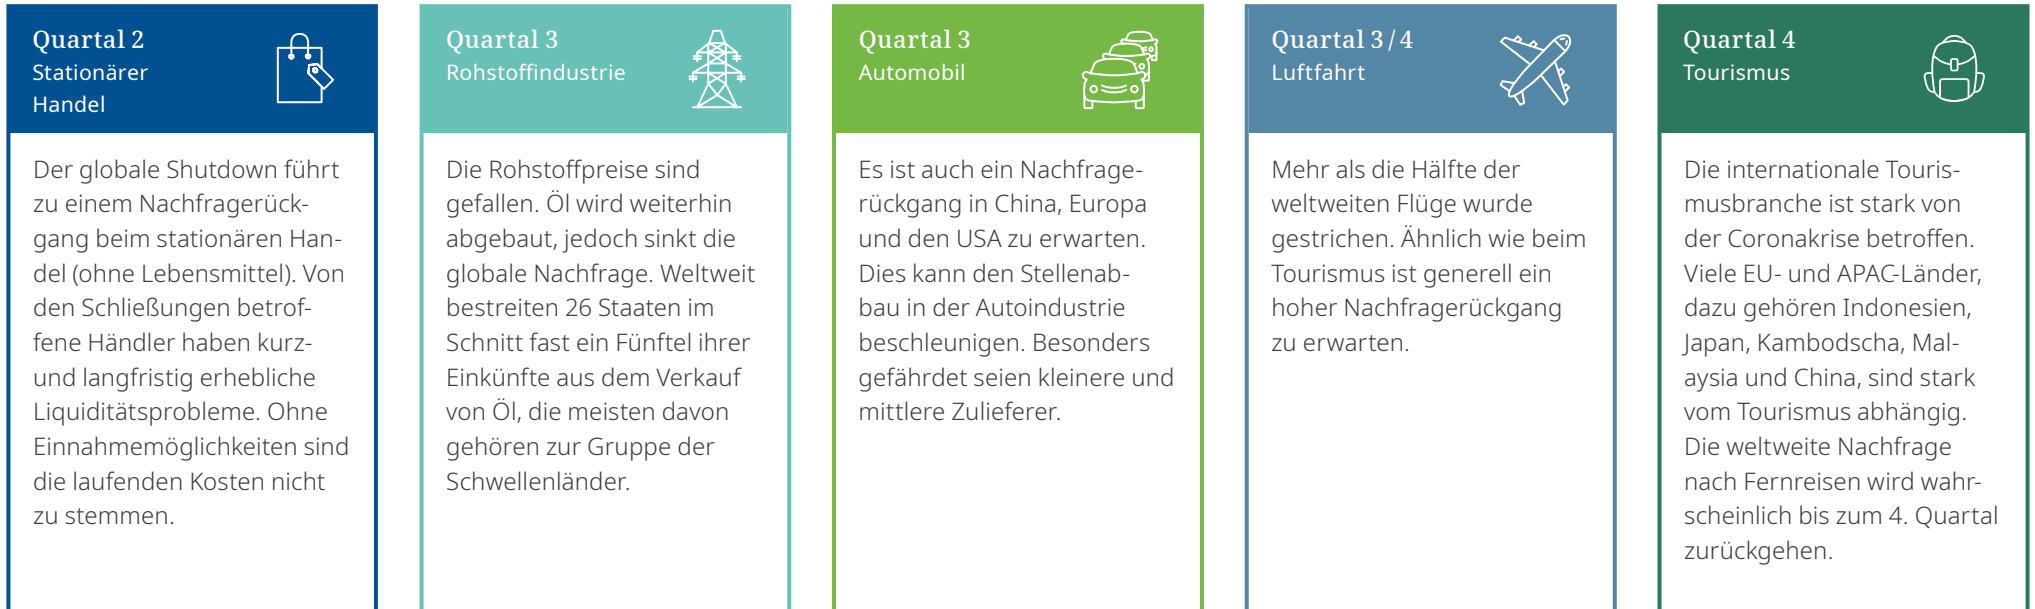 Quartal 2
Stationärer
Handel
Der globale Shutdown führt
zu einem Nachfragerück-
gang beim stationären Han-
del (ohne Lebensmittel). Von
den Schließungen betrof-
fene Händler haben kurz-
und langfristig erhebliche
Liquiditätsprobleme. Ohne
Einnahmemöglichkeiten sind
die laufenden Kosten nicht
zu stemmen.
Quartal 3
Rohstoffindustrie
Die Rohstoffpreise sind
gefallen. Öl wird weiterhin
abgebaut, jedoch sinkt die
globale Nachfrage. Weltweit
bestreiten 26 Staaten im
Schnitt fast ein Fünftel ihrer
Einkünfte aus dem Verkauf
von Öl, die meisten davon
gehören zur Gruppe der
Schwellenländer.
Quartal 3
Automobil
Es ist auch ein Nachfrage-
rückgang in China, Europa
und den USA zu erwarten.
Dies kann den Stellenab-
bau in der Autoindustrie
beschleunigen. Besonders
gefährdet seien kleinere und
mittlere Zulieferer.
Quartal 3 / 4
Luftfahrt
Mehr als die Hälfte der
weltweiten Flüge wurde
gestrichen. Ähnlich wie beim
Tourismus ist generell ein
hoher Nachfragerückgang
zu erwarten.
Quartal 4
Tourismus
Die internationale Touris-
musbranche ist stark von
der Coronakrise betroffen.
Viele EU- und APAC-Länder,
dazu gehören Indonesien,
Japan, Kambodscha, Mal-
aysia und China, sind stark
vom Tourismus abhängig.
Die weltweite Nachfrage
nach Fernreisen wird wahr-
scheinlich bis zum 4. Quartal
zurückgehen.